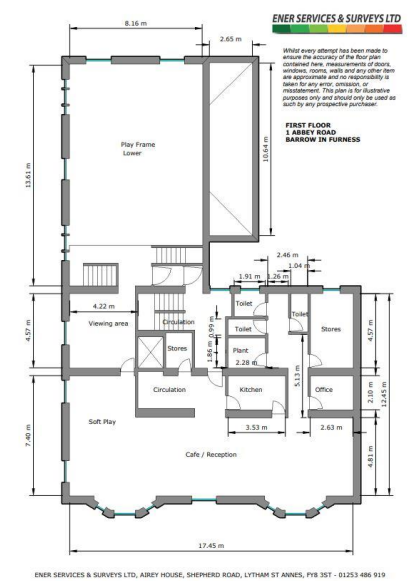 ENER SERVICES & SURVEYS LTD
Whilst every attempt has been made to
ensure the accuracy of the floor plan
contained here, measurements of doors,
windows, rooms, walls and any other item
are approximate and no responsibility is
taken for any error, omission, or
misstatement. This plan is for illustrative
purposes only and should only be used as
such by any prospective purchaser.
FIRST FLOOR
1 ABBEY ROAD
BARROW IN FURNESS
8.16 m
2.65 m
13.61 m
10.64 m
Play Frame
Lower
2.46 m
1.04 m
1.91 m
1.26 m
4.22 m
Viewing area
Circulation
Toilet
Toilet
Toilet
Stores
4.57 m
4.57 m
0.99 m
1.86 m
Stores
Plant
2.28 m
5.13 m
12.45 m
2.10 m
Circulation
Kitchen
Office
Soft Play
3.53 m
2.63 m
7.40 m
4.81 m
Cafe / Reception
17.45 m
ENER SERVICES & SURVEYS LTD, AIREY HOUSE, SHEPHERD ROAD, LYTHAM ST ANNES, FY8 3ST - 01253 486 919